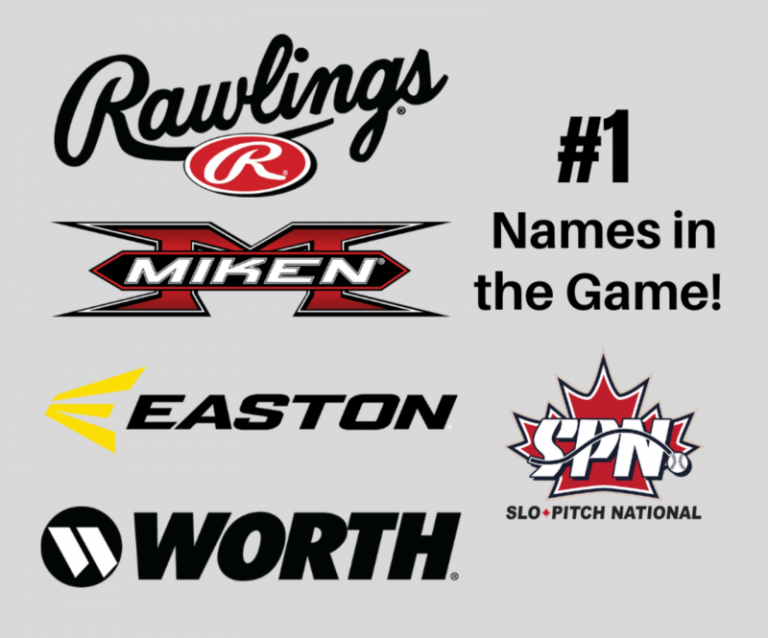 Rawlings®
R®
MIKEN®
EASTON
WORTH®
#1
Names in
the Game!
SPN
SLO PITCH NATIONAL